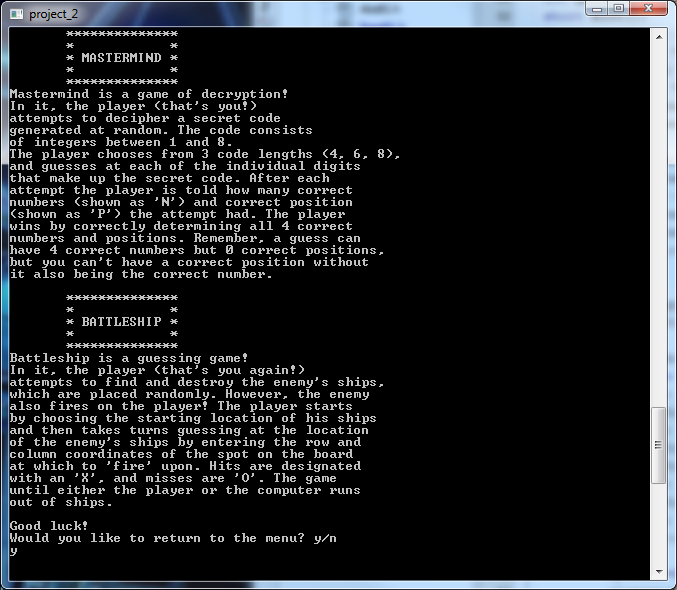 project_2
**************
*            *
* MASTERMIND *
*            *
**************
Mastermind is a game of decryption!
In it, the player (that's you!)
attempts to decipher a secret code
generated at random. The code consists
of integers between 1 and 8.
The player chooses from 3 code lengths (4, 6, 8),
and guesses at each of the individual digits
that make up the secret code. After each
attempt the player is told how many correct
numbers (shown as 'N') and correct position
(shown as 'P') the attempt had. The player
wins by correctly determining all 4 correct
numbers and positions. Remember, a guess can
have 4 correct numbers but 0 correct positions,
but you can't have a correct position without
it also being the correct number.
**************
*            *
* BATTLESHIP *
*            *
**************
Battleship is a guessing game!
In it, the player (that's you again!)
attempts to find and destroy the enemy's ships,
which are placed randomly. However, the enemy
also fires on the player! The player starts
by choosing the starting location of his ships
and then takes turns guessing at the location
of the enemy's ships by entering the row and
column coordinates of the spot on the board
at which to 'fire' upon. Hits are designated
with an 'X', and misses are 'O'. The game
until either the player or the computer runs
out of ships.
Good luck!
Would you like to return to the menu? y/n
y